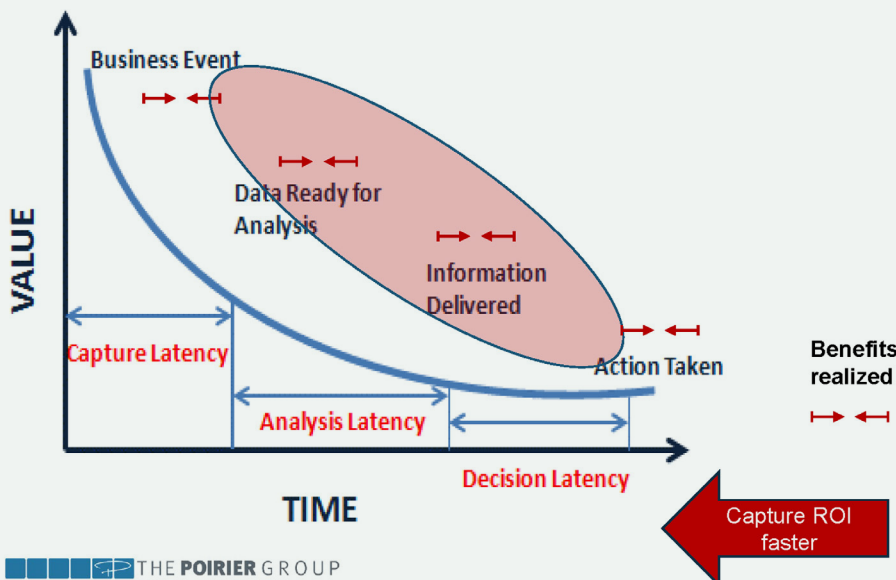 Business Event
Data Ready for
Analysis
Information
Delivered
Action Taken
VALUE
Capture Latency
Analysis Latency
Decision Latency
TIME
Benefits
realized
Capture ROI
faster
THE POIRIER GROUP